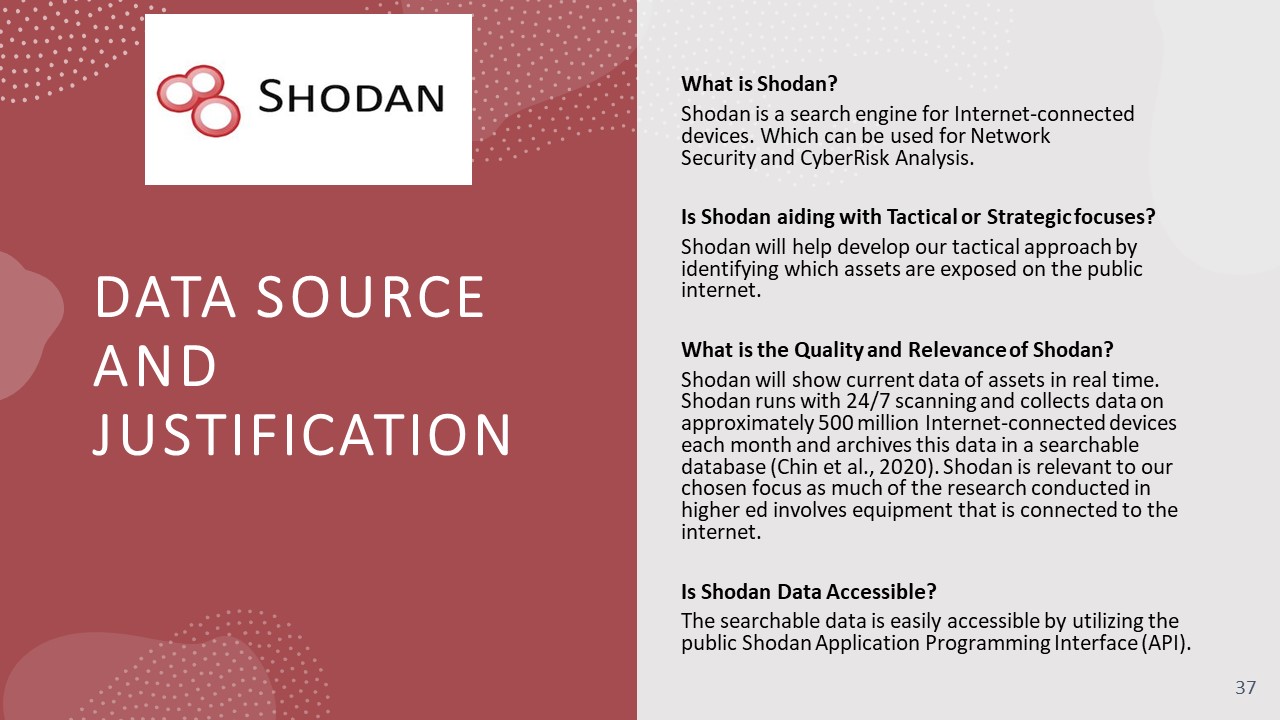 SHODAN
DATA SOURCE
AND
JUSTIFICATION
What is Shodan?
Shodan is a search engine for Internet-connected
devices. Which can be used for Network
Security and CyberRisk Analysis.
Is Shodan aiding with Tactical or Strategic focuses?
Shodan will help develop our tactical approach by
identifying which assets are exposed on the public
internet.
What is the Quality and Relevance of Shodan?
Shodan will show current data of assets in real time.
Shodan runs with 24/7 scanning and collects data on
approximately 500 million Internet-connected devices
each month and archives this data in a searchable
database (Chin et al., 2020). Shodan is relevant to our
chosen focus as much of the research conducted in
higher ed involves equipment that is connected to the
internet.
Is Shodan Data Accessible?
The searchable data is easily accessible by utilizing the
public Shodan Application Programming Interface (API).
37